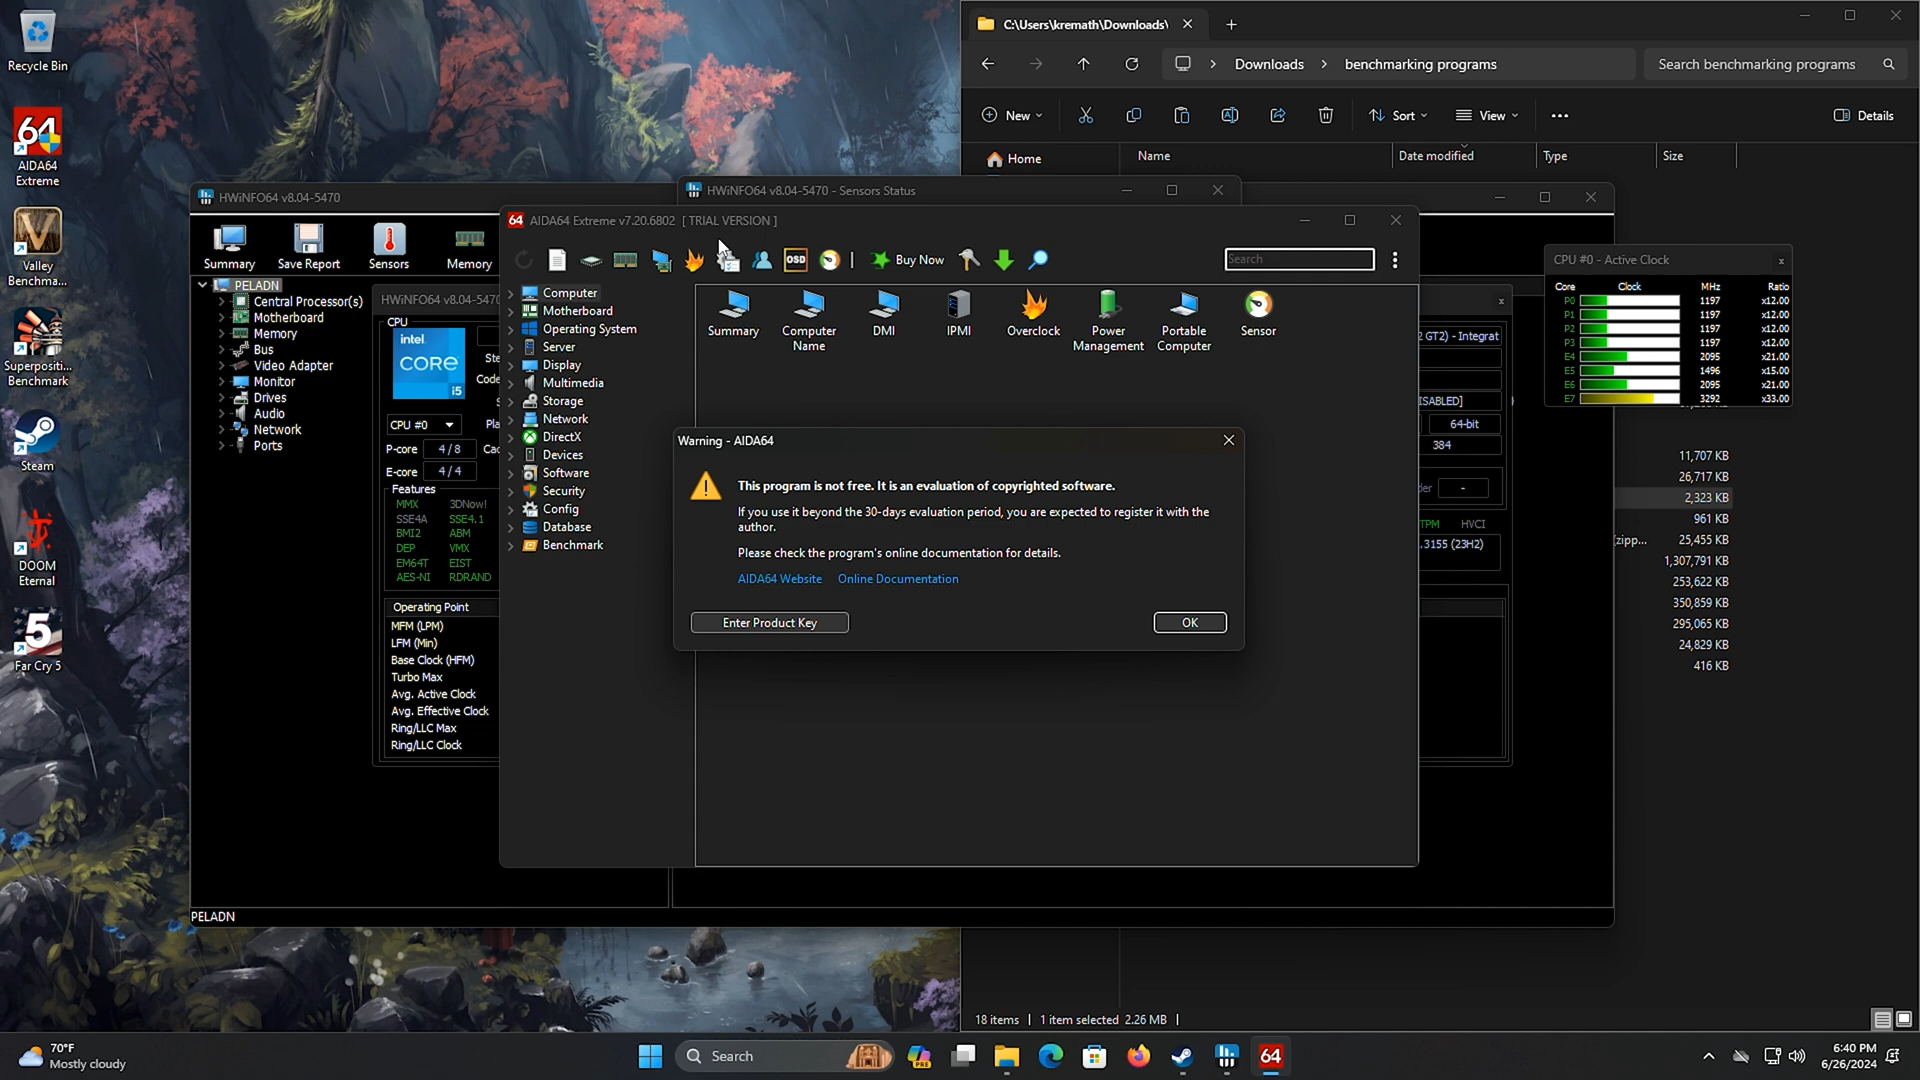 Recycle Bin
AIDA64
Extreme
Valley
Benchma...
Superpositi...
Benchmark
Steam
DOOM
Eternal
Far Cry 5
C:\Users\kremath\Downloads\
Downloads
benchmarking programs
Search benchmarking programs
New
Sort
View
Details
Home
Name
Date modified
Type
Size
11,707 KB
26,717 KB
2,323 KB
961 KB
(zipp...
25,455 KB
1,307,791 KB
253,622 KB
350,859 KB
295,065 KB
24,829 KB
416 KB
18 items
1 item selected 2.26 MB
HWiNFO64 v8.04-5470
Summary
Save Report
Sensors
Memory
PELADN
Central Processor(s)
Motherboard
Memory
Bus
Video Adapter
Monitor
Drives
Audio
Network
Ports
PELADN
HWiNFO64 v8.04-5470
CPU
intel
CORE
i5
CPU #0
P-core
4 / 8
E-core
4 / 4
Features
MMX
3DNow!
SSE4A
SSE4.1
BMI2
ABM
DEP
VMX
EM64T
EIST
AES-NI
RDRAND
Operating Point
MFM (LPM)
LFM (Min)
Base Clock (HFM)
Turbo Max
Avg. Active Clock
Avg. Effective Clock
Ring/LLC Max
Ring/LLC Clock
HWiNFO64 v8.04-5470 - Sensors Status
64
AIDA64 Extreme v7.20.6802 [ TRIAL VERSION ]
OSD
Buy Now
Search
Computer
Motherboard
Operating System
Server
Display
Multimedia
Storage
Network
DirectX
Devices
Software
Security
Config
Database
Benchmark
Summary
Computer
Name
DMI
IPMI
Overclock
Power
Management
Portable
Computer
Sensor
Warning - AIDA64
This program is not free. It is an evaluation of copyrighted software.
If you use it beyond the 30-days evaluation period, you are expected to register it with the
author.
Please check the program's online documentation for details.
AIDA64 Website
Online Documentation
Enter Product Key
OK
2 GT2) - Integrat
64-bit
384
-
TPM
HVCI
.3155 (23H2)
CPU #0 - Active Clock
Core
Clock
MHz
Ratio
P0
1197
x12.00
P1
1197
x12.00
P2
1197
x12.00
P3
1197
x12.00
E4
2095
x21.00
E5
1496
x15.00
E6
2095
x21.00
E7
3292
x33.00
70°F
Mostly cloudy
Search
PRE
64
6:40 PM
6/26/2024